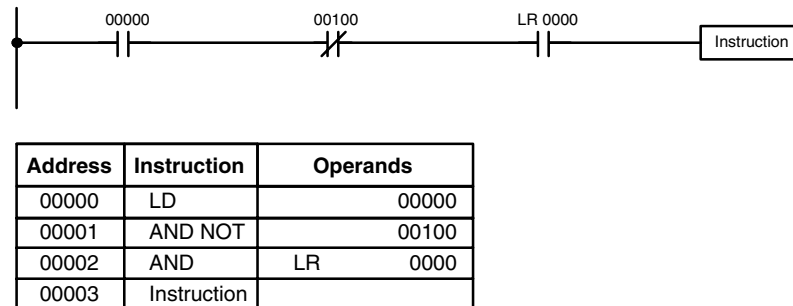 00000 00100 LR 0000
Instruction
Address Instruction Operands
00000 LD 00000
00001 AND NOT 00100
00002 AND LR 0000
00003 Instruction